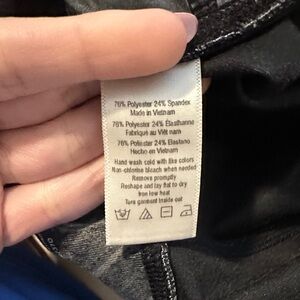 76% Polyester 24% Spandex
Made in Vietnam
76% Polyester 24% Élasthanne
Fabriqué au Viêt nam
76% Poliéster 24% Elastano
Hecho en Vietnam
Hand wash cold with like colors
Non-chlorine bleach when needed
Remove promptly
Reshape and lay flat to dry
Iron low heat
Turn garment inside out